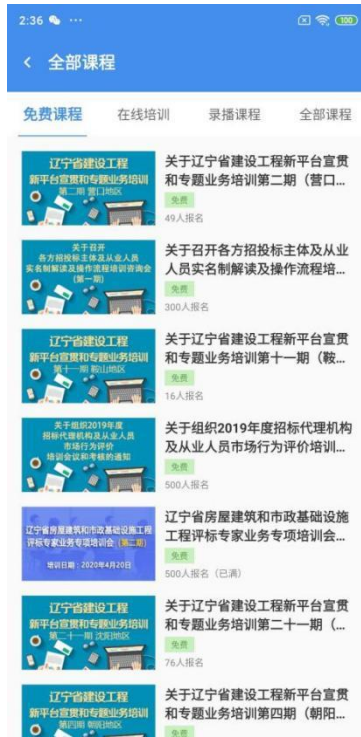 2:36 ··· 100
全部课程
免费课程 在线培训 录播课程 全部课程
辽宁省建设工程
新平台宣贯和专题业务培训
第二期 营口地区
关于辽宁省建设工程新平台宣贯
和专题业务培训第二期（营口...
免费
49人报名
关于召开
各方招投标主体及从业人员
实名制解读及操作流程培训咨询会
(第一期)
关于召开各方招投标主体及从业
人员实名制解读及操作流程培...
免费
300人报名
辽宁省建设工程
新平台宣贯和专题业务培训
第十一期 鞍山地区
关于辽宁省建设工程新平台宣贯
和专题业务培训第十一期（鞍...
免费
16人报名
关于组织2019年度
招标代理机构及从业人员
市场行为评价
培训会议和考核的通知
关于组织2019年度招标代理机构
及从业人员市场行为评价培训...
免费
500人报名
辽宁省房屋建筑和市政基础设施工程
评标专家业务专项培训会（第二期）
培训日期：2020年4月20日
辽宁省房屋建筑和市政基础设施
工程评标专家业务专项培训会...
免费
500人报名（已满）
辽宁省建设工程
新平台宣贯和专题业务培训
第二十一期 沈阳地区
关于辽宁省建设工程新平台宣贯
和专题业务培训第二十一期（...
免费
76人报名
辽宁省建设工程
新平台宣贯和专题业务培训
第四期 朝阳地区
关于辽宁省建设工程新平台宣贯
和专题业务培训第四期（朝阳...
免费